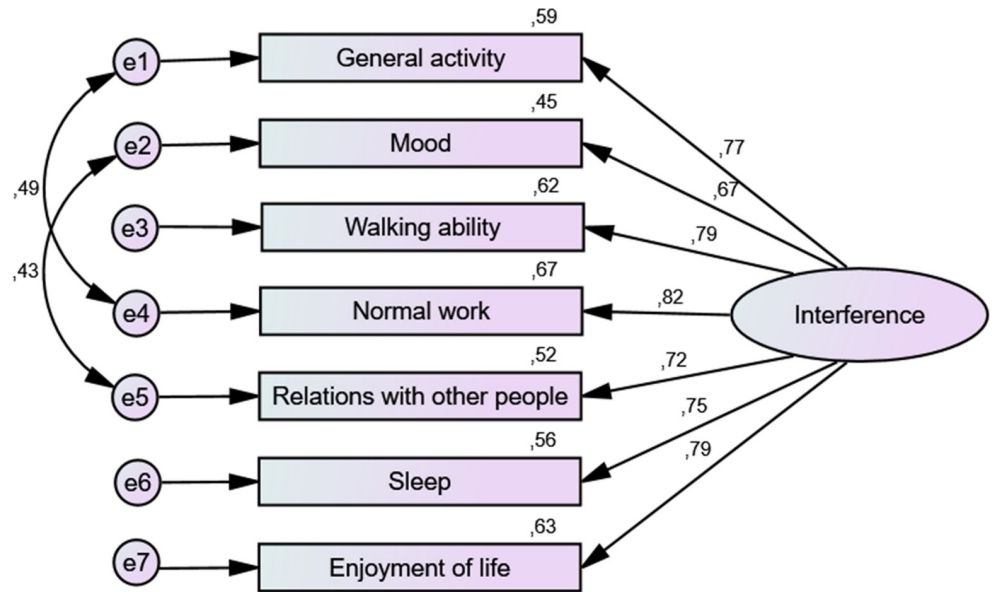 ,59
e1
General activity
,45
e2
Mood
,77
,49
,62
,67
e3
Walking ability
,79
,43
,67
e4
Normal work
,82
Interference
,52
e5
Relations with other people
,72
,56
,75
e6
Sleep
,79
,63
e7
Enjoyment of life